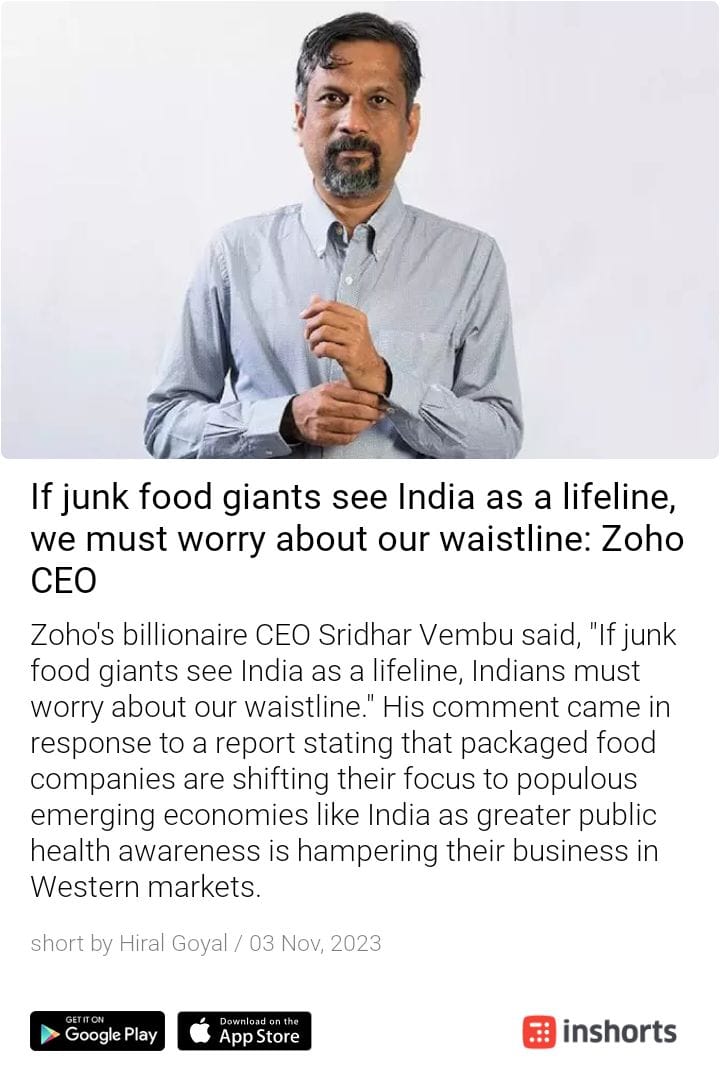 If junk food giants see India as a lifeline,
we must worry about our waistline: Zoho
CEO
Zoho's billionaire CEO Sridhar Vembu said, "If junk
food giants see India as a lifeline, Indians must
worry about our waistline." His comment came in
response to a report stating that packaged food
companies are shifting their focus to populous
emerging economies like India as greater public
health awareness is hampering their business in
Western markets.
short by Hiral Goyal / 03 Nov, 2023
GET IT ON
Google Play
Download on the
App Store
inshorts